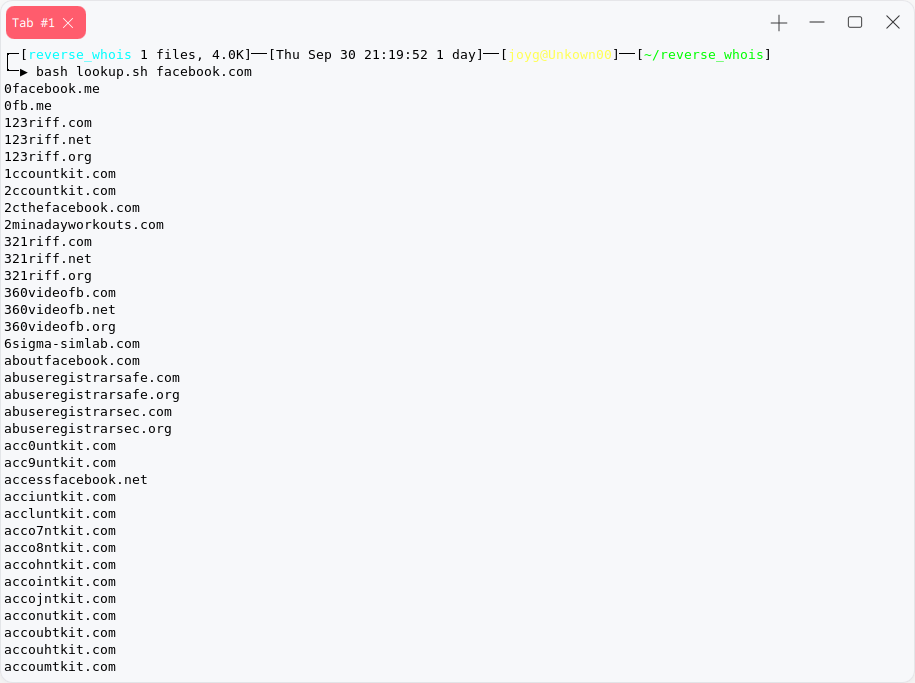 Tab #1
[reverse_whois 1 files, 4.0K]—[Thu Sep 30 21:19:52 1 day]—[joyg@Unkown00]—[~/reverse_whois]
bash lookup.sh facebook.com
0facebook.me
0fb.me
123riff.com
123riff.net
123riff.org
1ccountkit.com
2ccountkit.com
2cthefacebook.com
2minadayworkouts.com
321riff.com
321riff.net
321riff.org
360videofb.com
360videofb.net
360videofb.org
6sigma-simlab.com
aboutfacebook.com
abuseregistrarsafe.com
abuseregistrarsafe.org
abuseregistrarsec.com
abuseregistrarsec.org
acc0untkit.com
acc9untkit.com
accessfacebook.net
acciuntkit.com
accluntkit.com
acco7ntkit.com
acco8ntkit.com
accohntkit.com
accointkit.com
accojntkit.com
acconutkit.com
accoubtkit.com
accouhtkit.com
accoumtkit.com